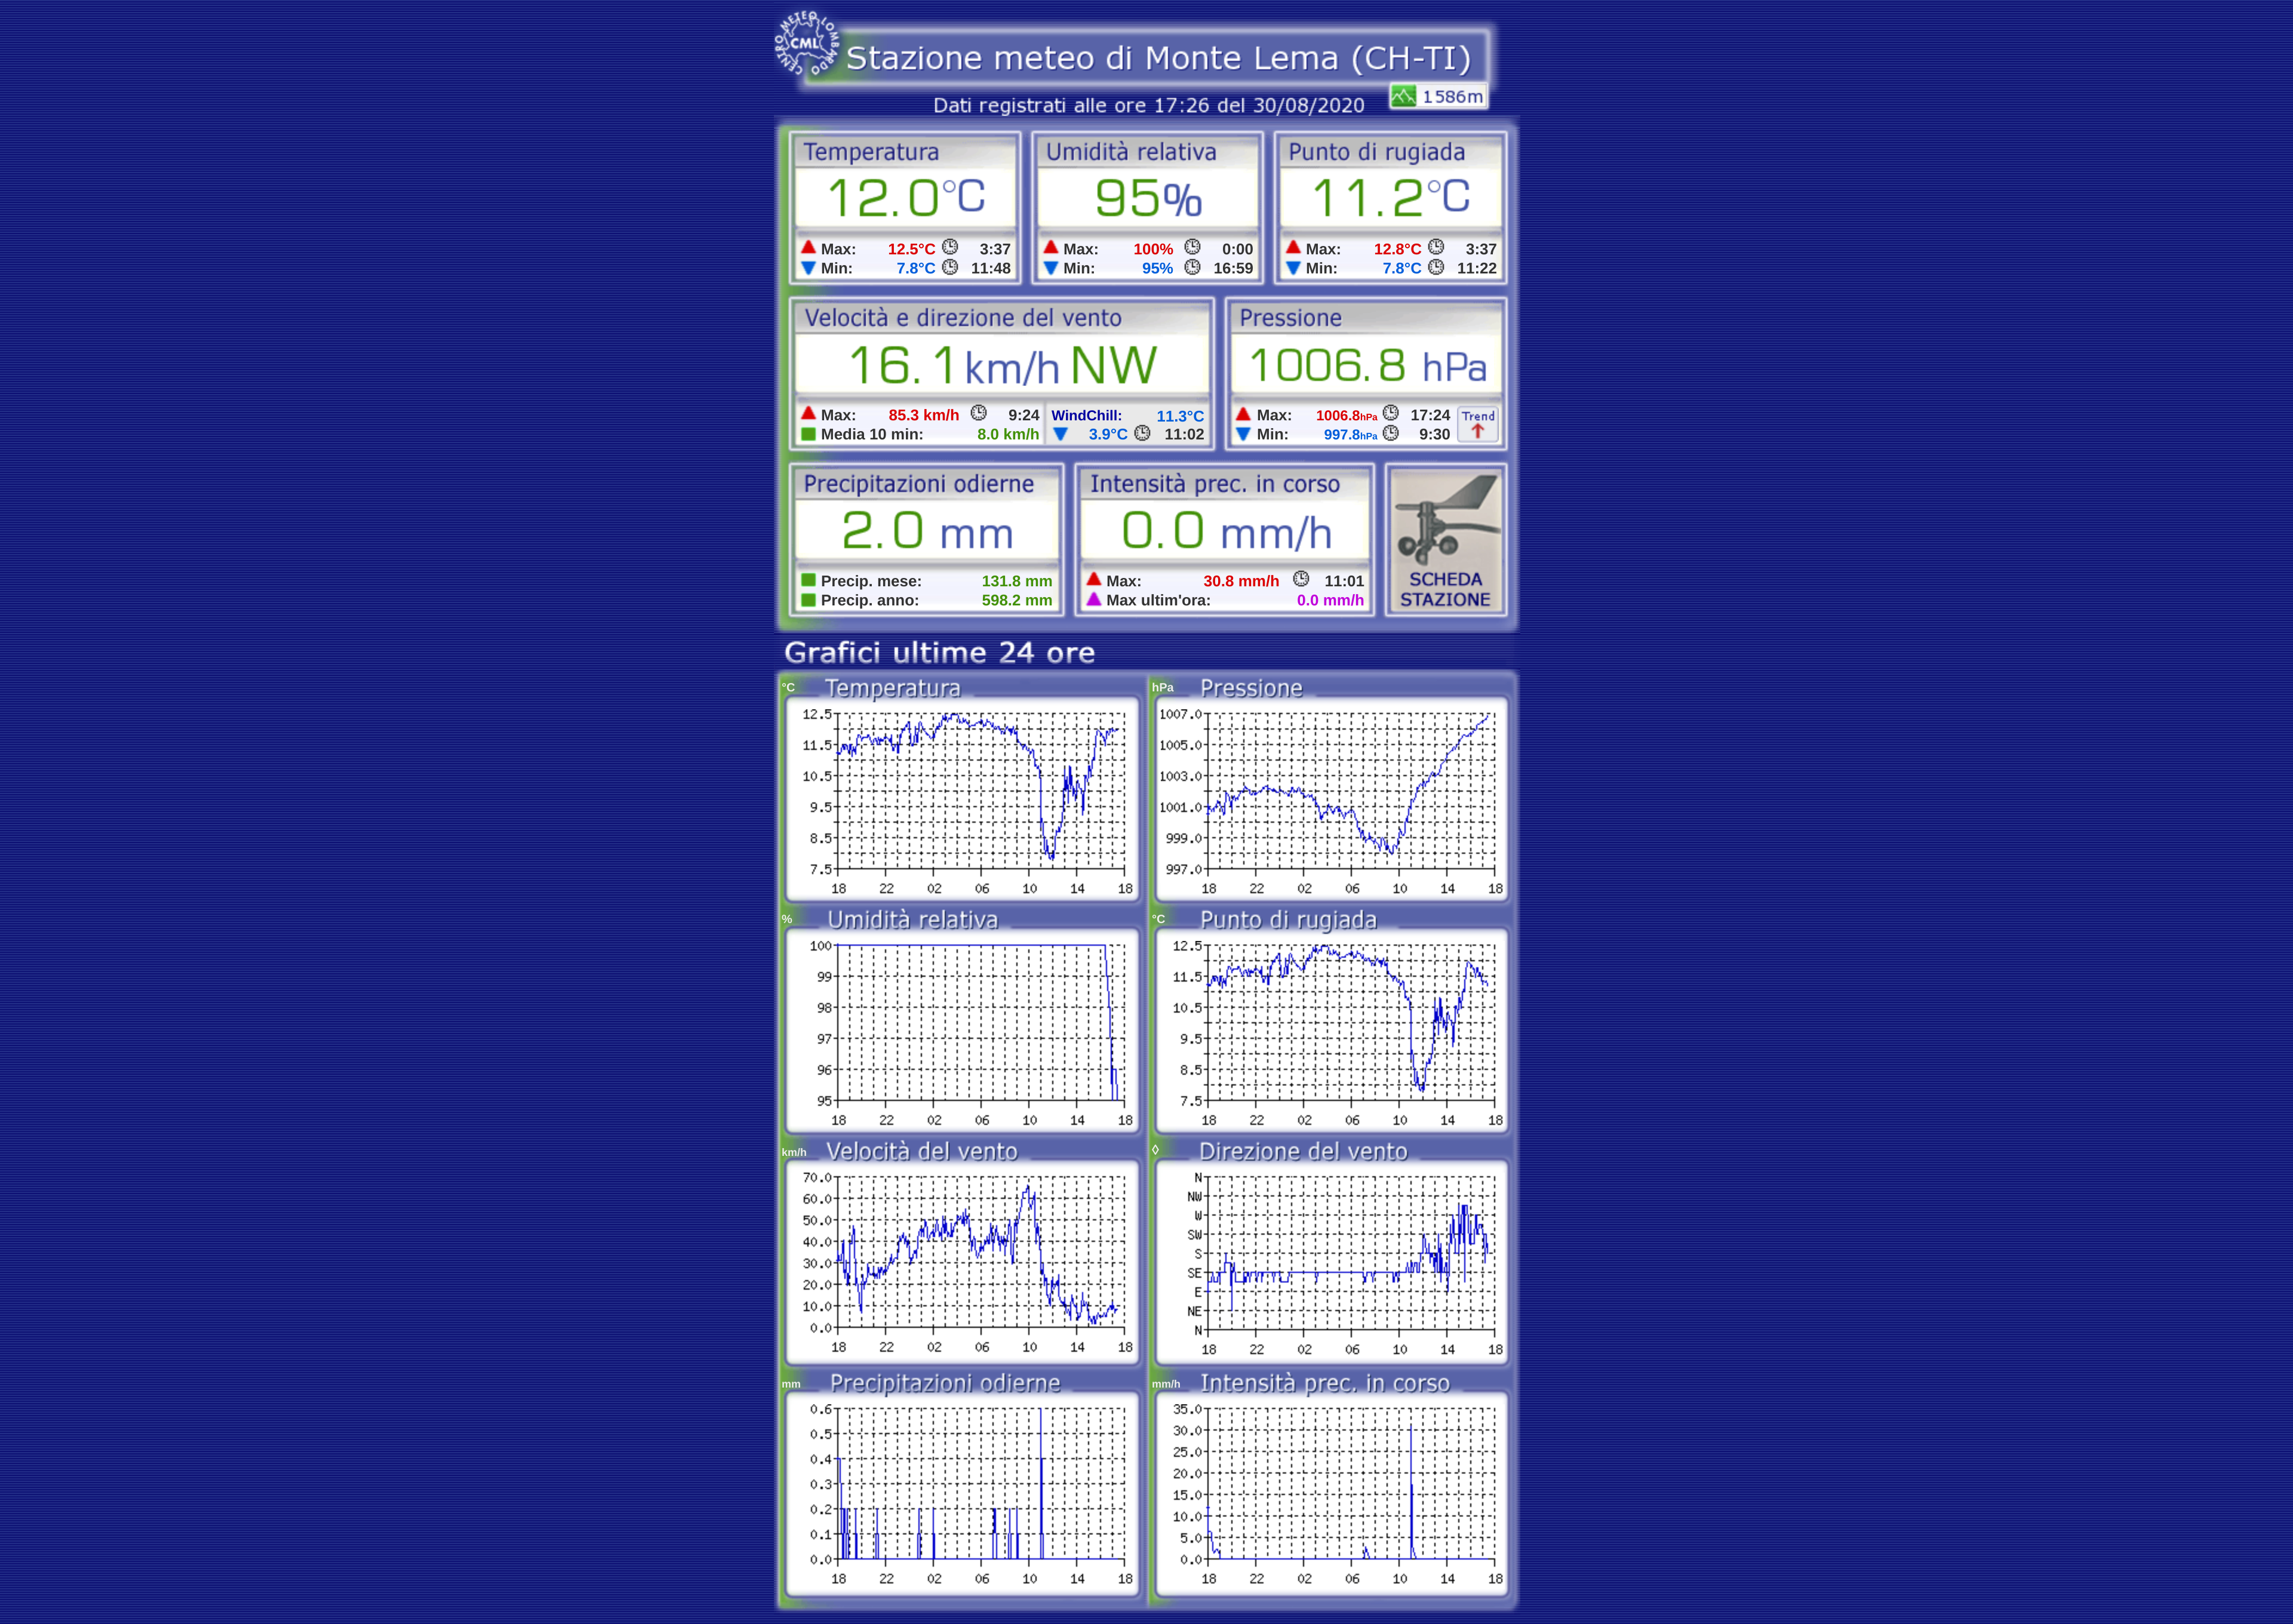 CENTRO METEO LOMBARDO
CML
Stazione meteo di Monte Lema (CH-TI)
Dati registrati alle ore 17:26 del 30/08/2020
1586m
Temperatura
12.0°C
Max: 12.5°C 3:37
Min: 7.8°C 11:48
Umidità relativa
95%
Max: 100% 0:00
Min: 95% 16:59
Punto di rugiada
11.2°C
Max: 12.8°C 3:37
Min: 7.8°C 11:22
Velocità e direzione del vento
16.1 km/h NW
Max: 85.3 km/h 9:24
Media 10 min: 8.0 km/h
WindChill: 11.3°C
3.9°C 11:02
Pressione
1006.8 hPa
Max: 1006.8hPa 17:24
Min: 997.8hPa 9:30
Trend
Precipitazioni odierne
2.0 mm
Precip. mese: 131.8 mm
Precip. anno: 598.2 mm
Intensità prec. in corso
0.0 mm/h
Max: 30.8 mm/h 11:01
Max ultim'ora: 0.0 mm/h
SCHEDA
STAZIONE
Grafici ultime 24 ore
°C Temperatura
12.5
11.5
10.5
9.5
8.5
7.5
18 22 02 06 10 14 18
hPa Pressione
1007.0
1005.0
1003.0
1001.0
999.0
997.0
18 22 02 06 10 14 18
% Umidità relativa
100
99
98
97
96
95
18 22 02 06 10 14 18
°C Punto di rugiada
12.5
11.5
10.5
9.5
8.5
7.5
18 22 02 06 10 14 18
km/h Velocità del vento
70.0
60.0
50.0
40.0
30.0
20.0
10.0
0.0
18 22 02 06 10 14 18
◊ Direzione del vento
N
NW
W
SW
S
SE
E
NE
N
18 22 02 06 10 14 18
mm Precipitazioni odierne
0.6
0.5
0.4
0.3
0.2
0.1
0.0
18 22 02 06 10 14 18
mm/h Intensità prec. in corso
35.0
30.0
25.0
20.0
15.0
10.0
5.0
0.0
18 22 02 06 10 14 18